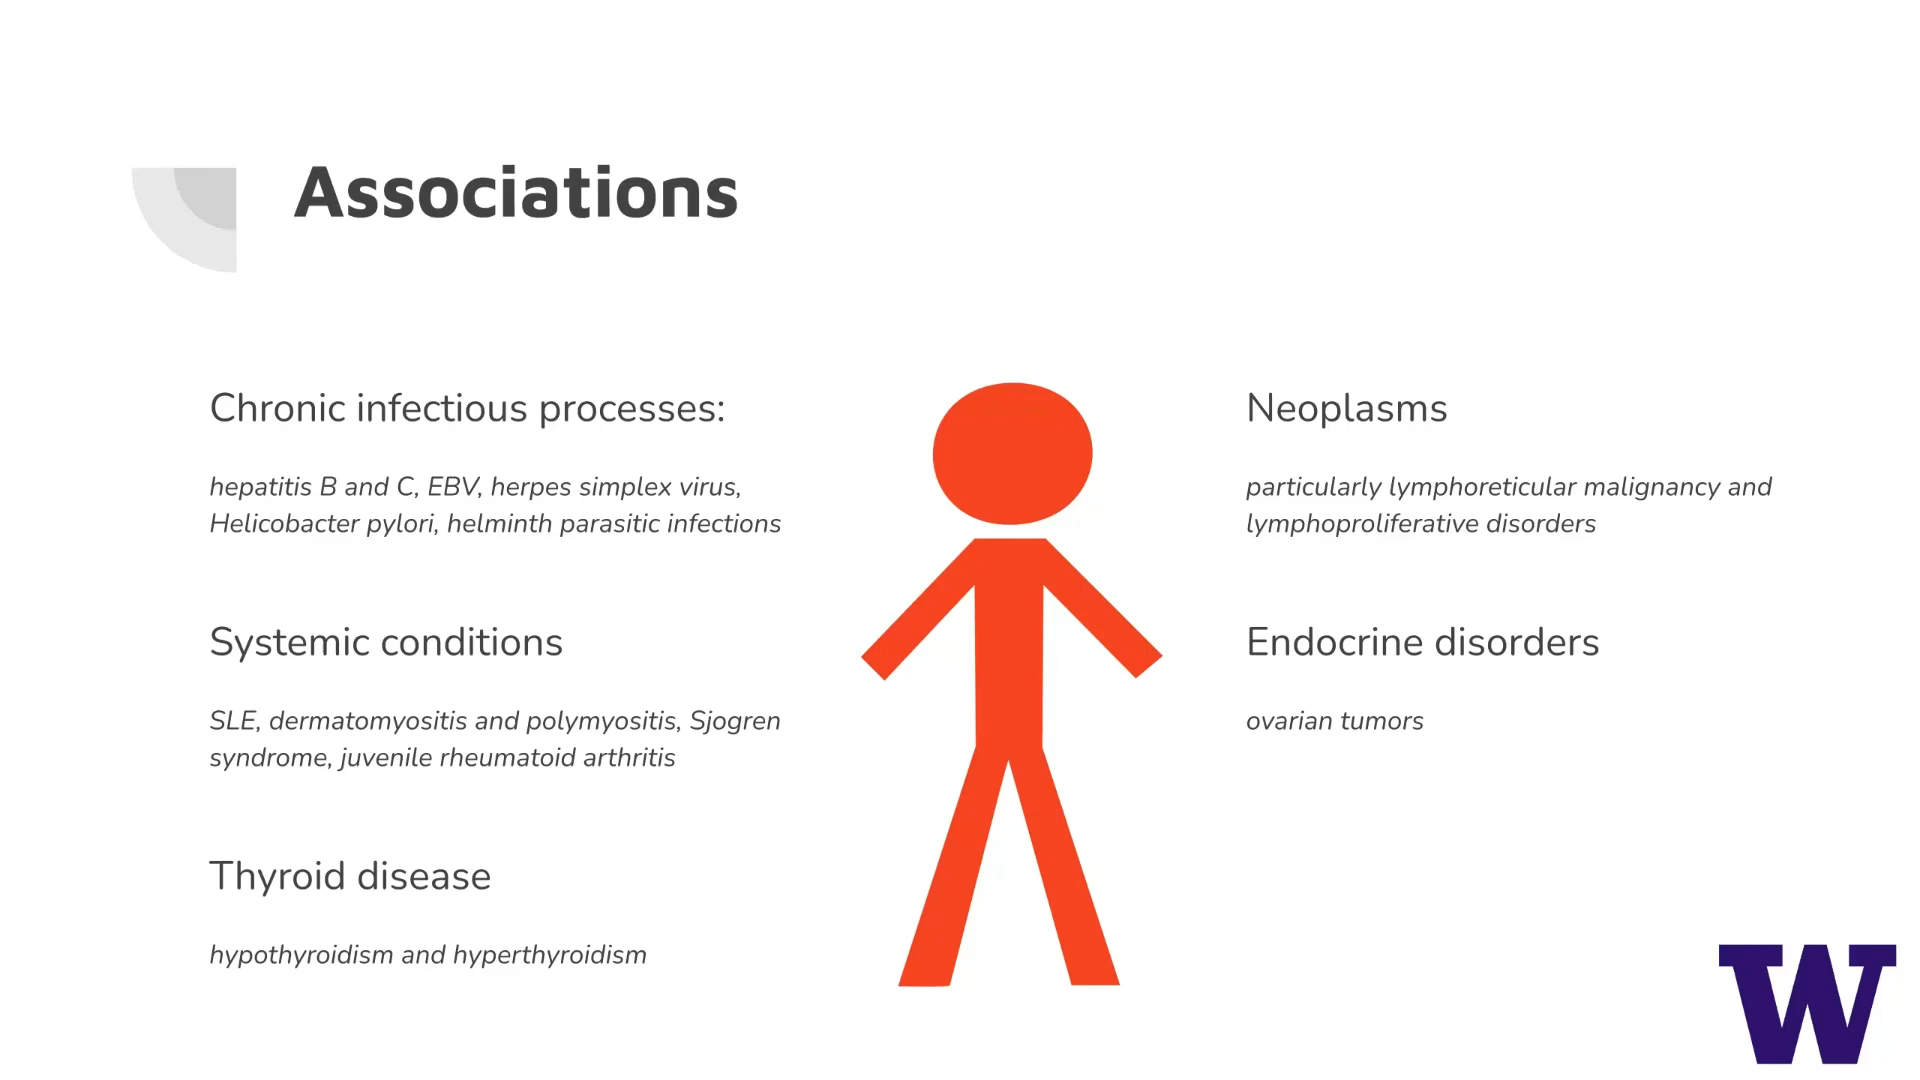 Associations
Chronic infectious processes:
hepatitis B and C, EBV, herpes simplex virus,
Helicobacter pylori, helminth parasitic infections
Systemic conditions
SLE, dermatomyositis and polymyositis, Sjogren
syndrome, juvenile rheumatoid arthritis
Thyroid disease
hypothyroidism and hyperthyroidism
Neoplasms
particularly lymphoreticular malignancy and
lymphoproliferative disorders
Endocrine disorders
ovarian tumors
W